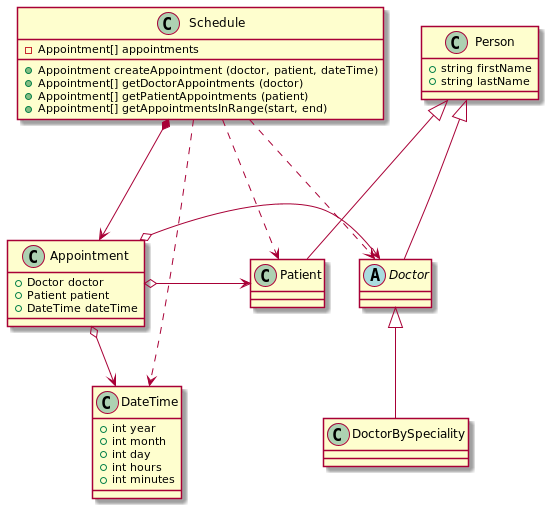 C Schedule
Appointment[] appointments
Appointment createAppointment (doctor, patient, dateTime)
Appointment[] getDoctorAppointments (doctor)
Appointment[] getPatientAppointments (patient)
Appointment[] getAppointmentsInRange(start, end)
C Person
string firstName
string lastName
C Appointment
Doctor doctor
Patient patient
DateTime dateTime
C Patient
A Doctor
C DateTime
int year
int month
int day
int hours
int minutes
C DoctorBySpeciality